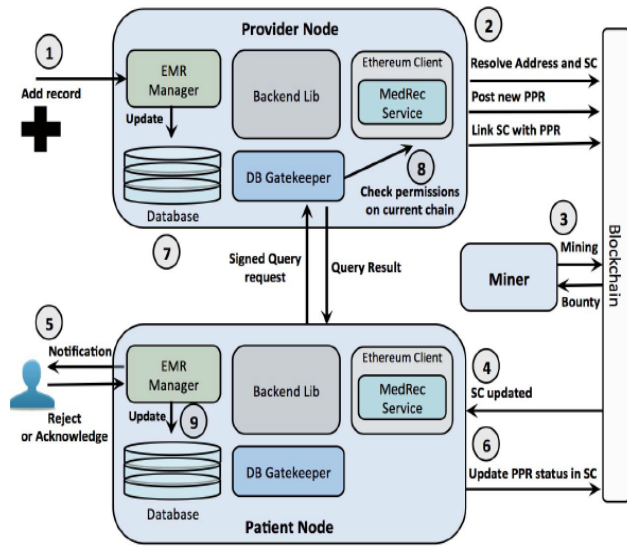 Provider Node
1
Add record
EMR
Manager
Update
Database
Backend Lib
Ethereum Client
MedRec
Service
DB Gatekeeper
8
Check permissions
on current chain
2
Resolve Address and SC
Post new PPR
Link SC with PPR
Blockchain
3
Mining
Miner
Bounty
7
Signed Query
request
Query Result
5
Notification
Reject
or Acknowledge
EMR
Manager
Update
9
Database
Backend Lib
Ethereum Client
MedRec
Service
DB Gatekeeper
Patient Node
4
SC updated
6
Update PPR status in SC